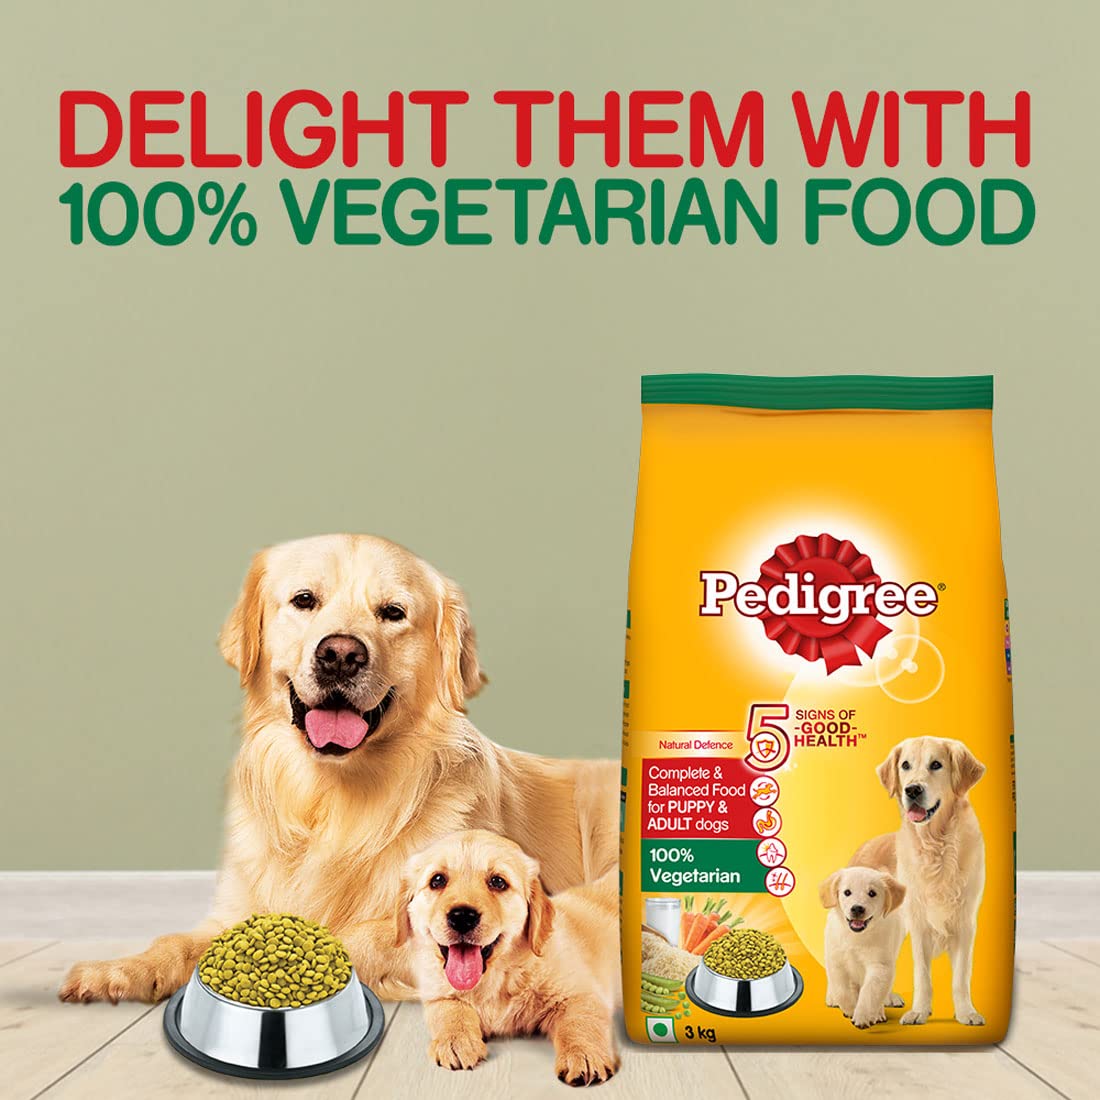 DELIGHT THEM WITH
100% VEGETARIAN FOOD
Pedigree®
5 SIGNS OF
-GOOD-
HEALTH™
Natural Defence
Complete &
Balanced Food
for PUPPY &
ADULT dogs
100%
Vegetarian
3 kg